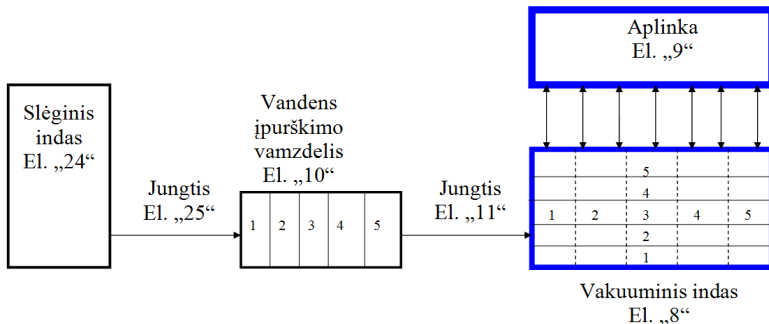 Aplinka
El. „9“
Slėginis
indas
El. „24“
Vandens
įpurškimo
vamzdelis
El. „10“
Jungtis
El. „25“
1 2 3 4 5
Jungtis
El. „11“
5
4
1 2 3 4 5
2
1
Vakuuminis indas
El. „8“